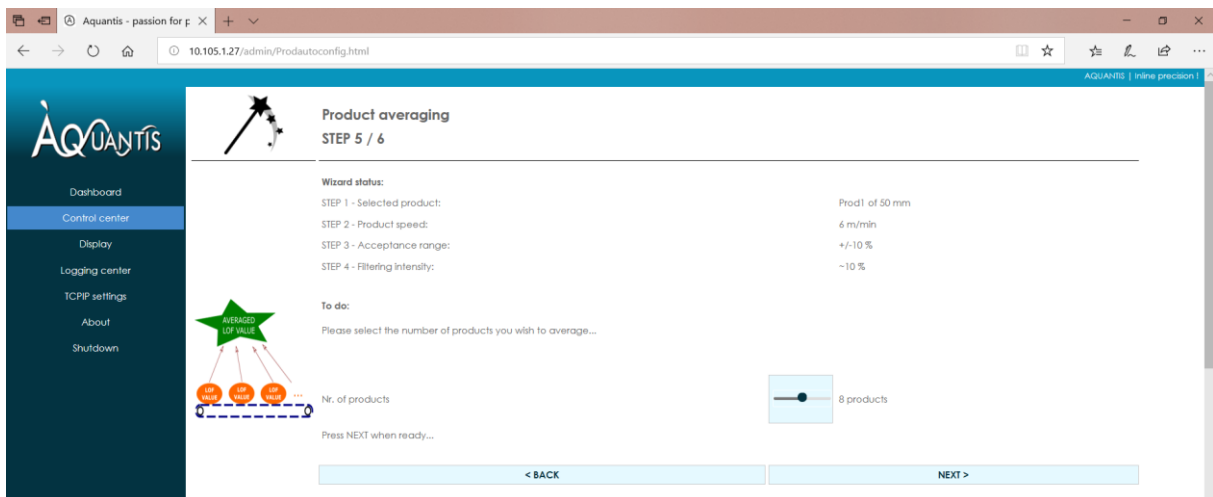 Aquantis - passion for p
10.105.1.27/admin/Prodautoconfig.html
AQUANTIS | Inline precision !
AQUANTIS
Dashboard
Control center
Display
Logging center
TCPIP settings
About
Shutdown
Product averaging
STEP 5 / 6
Wizard status:
STEP 1 - Selected product: Prod1 of 50 mm
STEP 2 - Product speed: 6 m/min
STEP 3 - Acceptance range: +/-10 %
STEP 4 - Filtering intensity: ~10 %
To do:
Please select the number of products you wish to average...
AVERAGED
LOF VALUE
LOF
VALUE
LOF
VALUE
LOF
VALUE
...
Nr. of products 8 products
Press NEXT when ready...
< BACK NEXT >